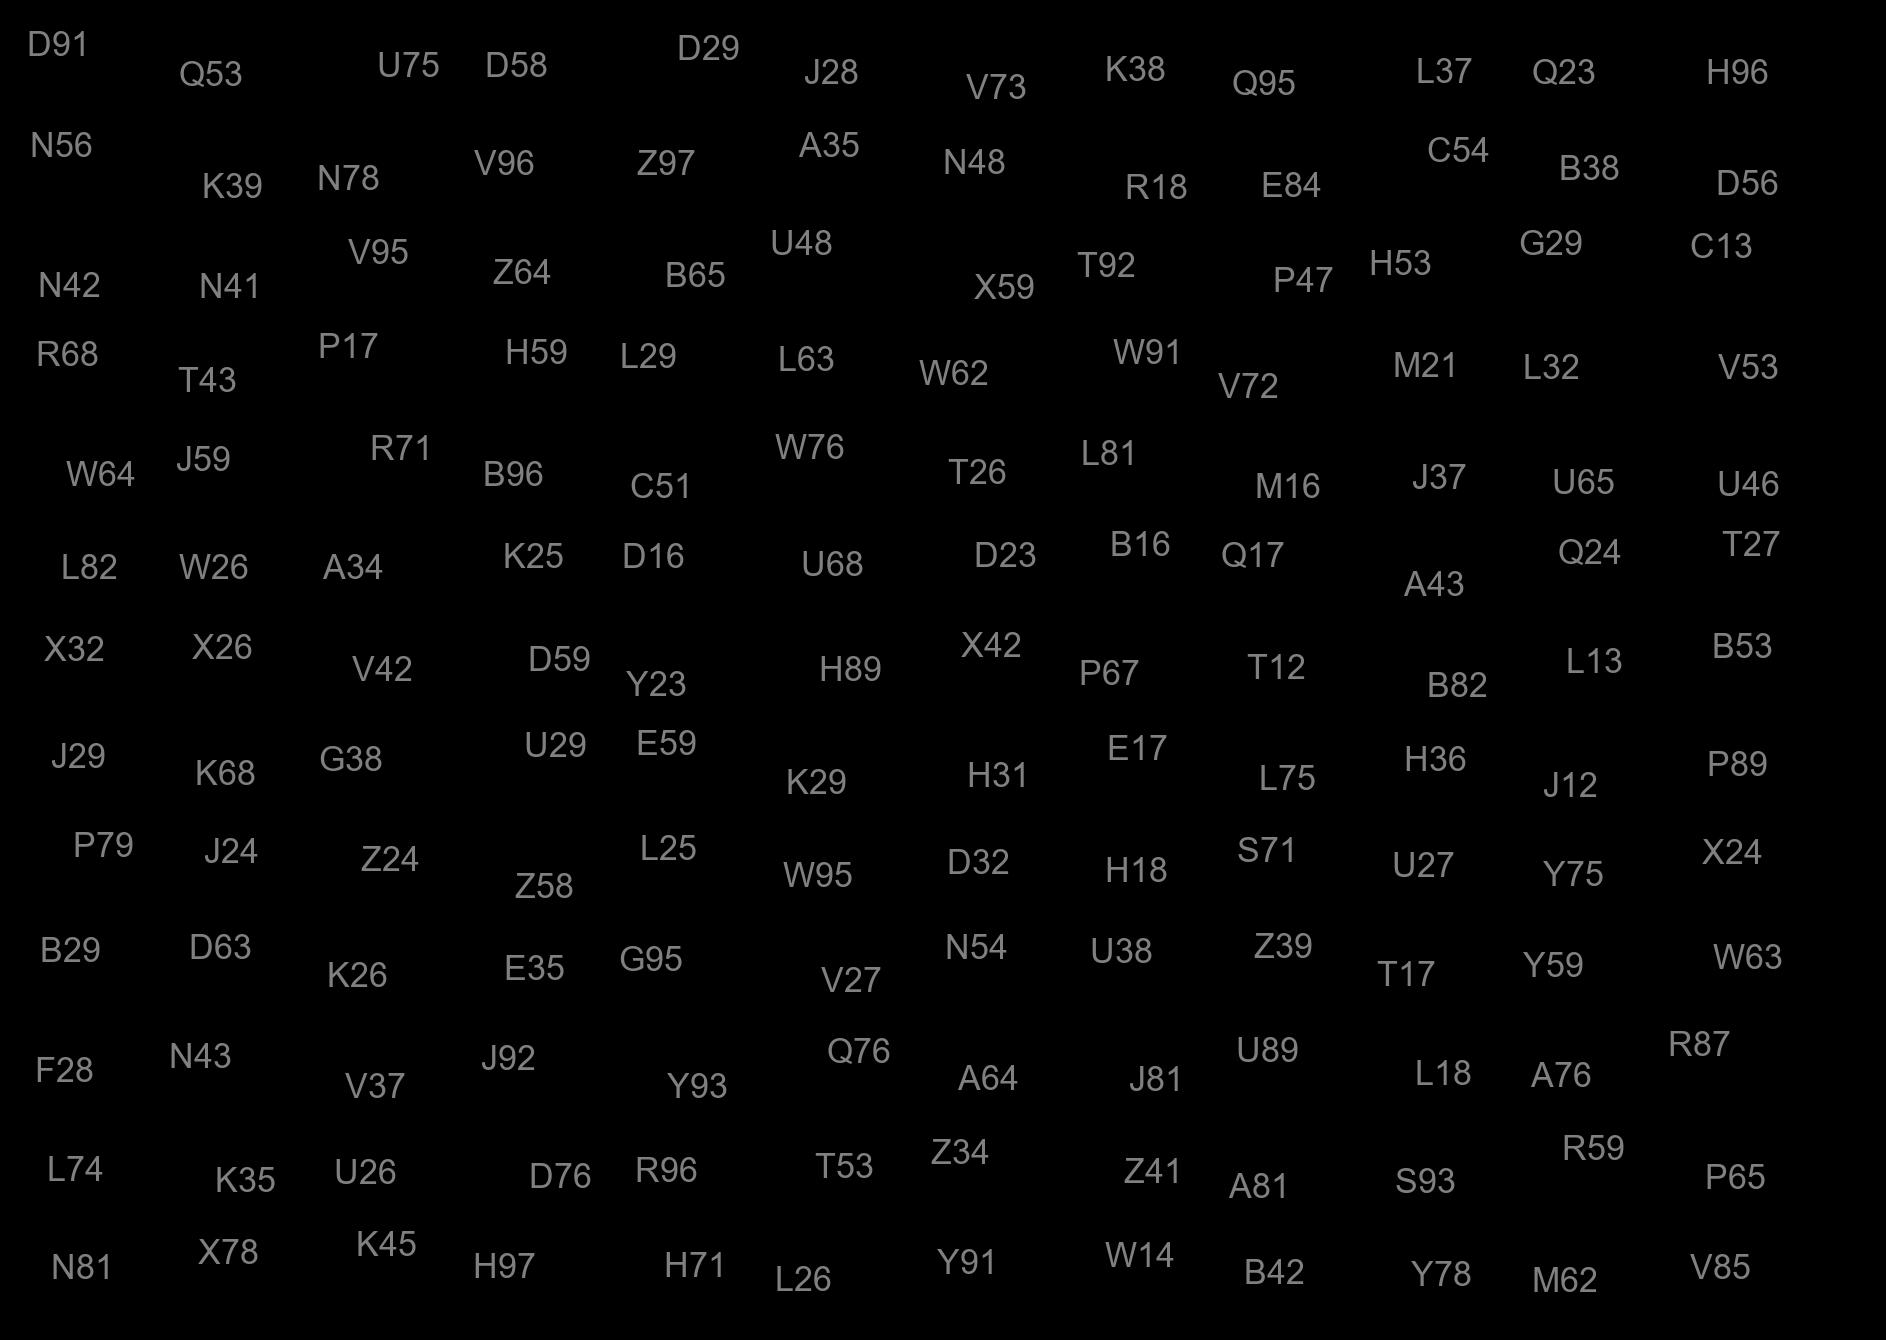 D91 Q53 U75 D58 D29 J28 V73 K38 Q95 L37 Q23 H96
N56 K39 N78 V96 Z97 A35 N48 R18 E84 C54 B38 D56
N42 N41 V95 Z64 B65 U48 X59 T92 P47 H53 G29 C13
R68 T43 P17 H59 L29 L63 W62 W91 V72 M21 L32 V53
W64 J59 R71 B96 C51 W76 T26 L81 M16 J37 U65 U46
L82 W26 A34 K25 D16 U68 D23 B16 Q17 A43 Q24 T27
X32 X26 V42 D59 Y23 H89 X42 P67 T12 B82 L13 B53
J29 K68 G38 U29 E59 K29 H31 E17 L75 H36 J12 P89
P79 J24 Z24 Z58 L25 W95 D32 H18 S71 U27 Y75 X24
B29 D63 K26 E35 G95 V27 N54 U38 Z39 T17 Y59 W63
F28 N43 V37 J92 Y93 Q76 A64 J81 U89 L18 A76 R87
L74 K35 U26 D76 R96 T53 Z34 Z41 A81 S93 R59 P65
N81 X78 K45 H97 H71 L26 Y91 W14 B42 Y78 M62 V85